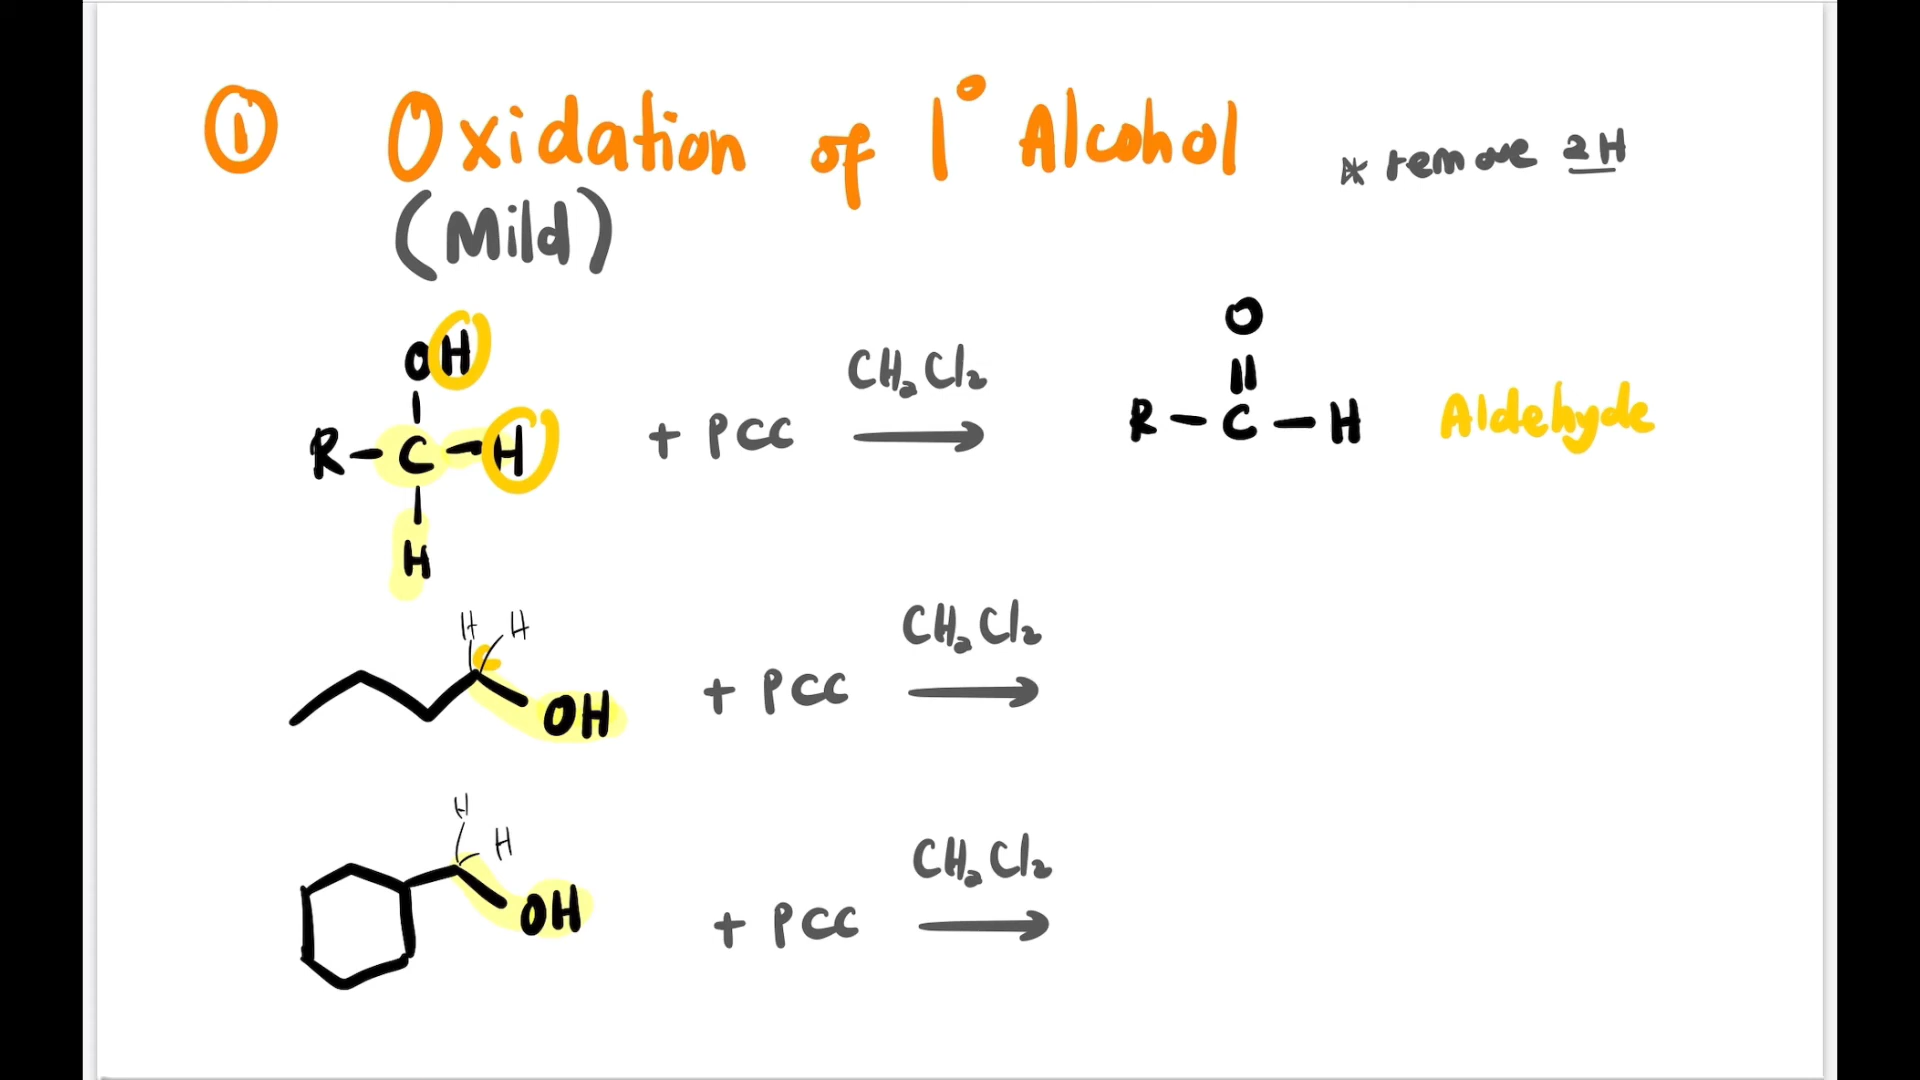 ① Oxidation of 1° Alcohol * remove 2H
(Mild)
OH
R-C-H + PCC CH₂Cl₂ → R-C-H Aldehyde
O
H
H H
OH + PCC CH₂Cl₂ →
H
H
OH + PCC CH₂Cl₂ →